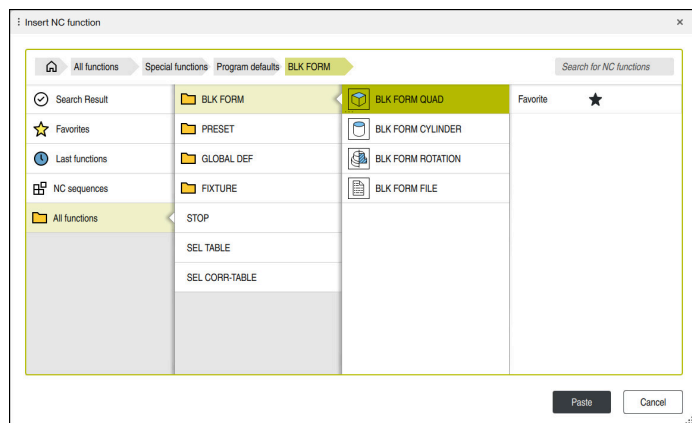 Insert NC function
All functions
Special functions
Program defaults
BLK FORM
Search for NC functions
Search Result
Favorites
Last functions
NC sequences
All functions
BLK FORM
PRESET
GLOBAL DEF
FIXTURE
STOP
SEL TABLE
SEL CORR-TABLE
BLK FORM QUAD
BLK FORM CYLINDER
BLK FORM ROTATION
BLK FORM FILE
Favorite
Paste
Cancel